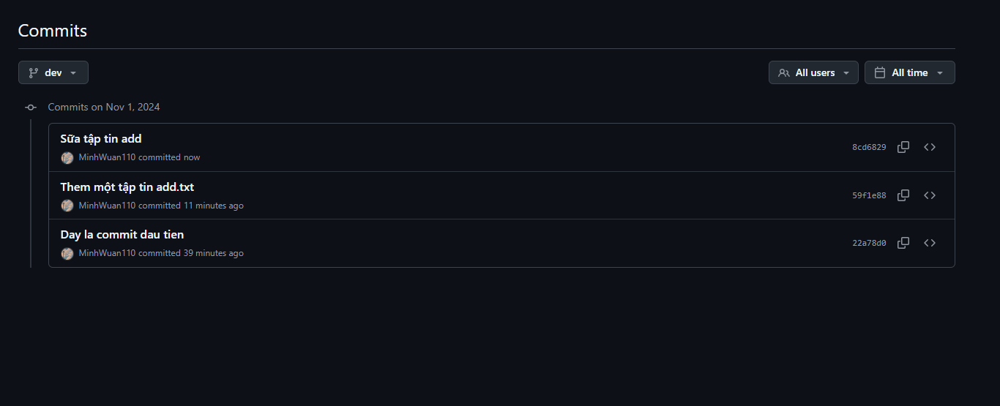 Commits
dev
All users
All time
Commits on Nov 1, 2024
Sữa tập tin add
8cd6829
MinhWuan110 committed now
Them một tập tin add.txt
59f1e88
MinhWuan110 committed 11 minutes ago
Day la commit dau tien
22a78d0
MinhWuan110 committed 39 minutes ago